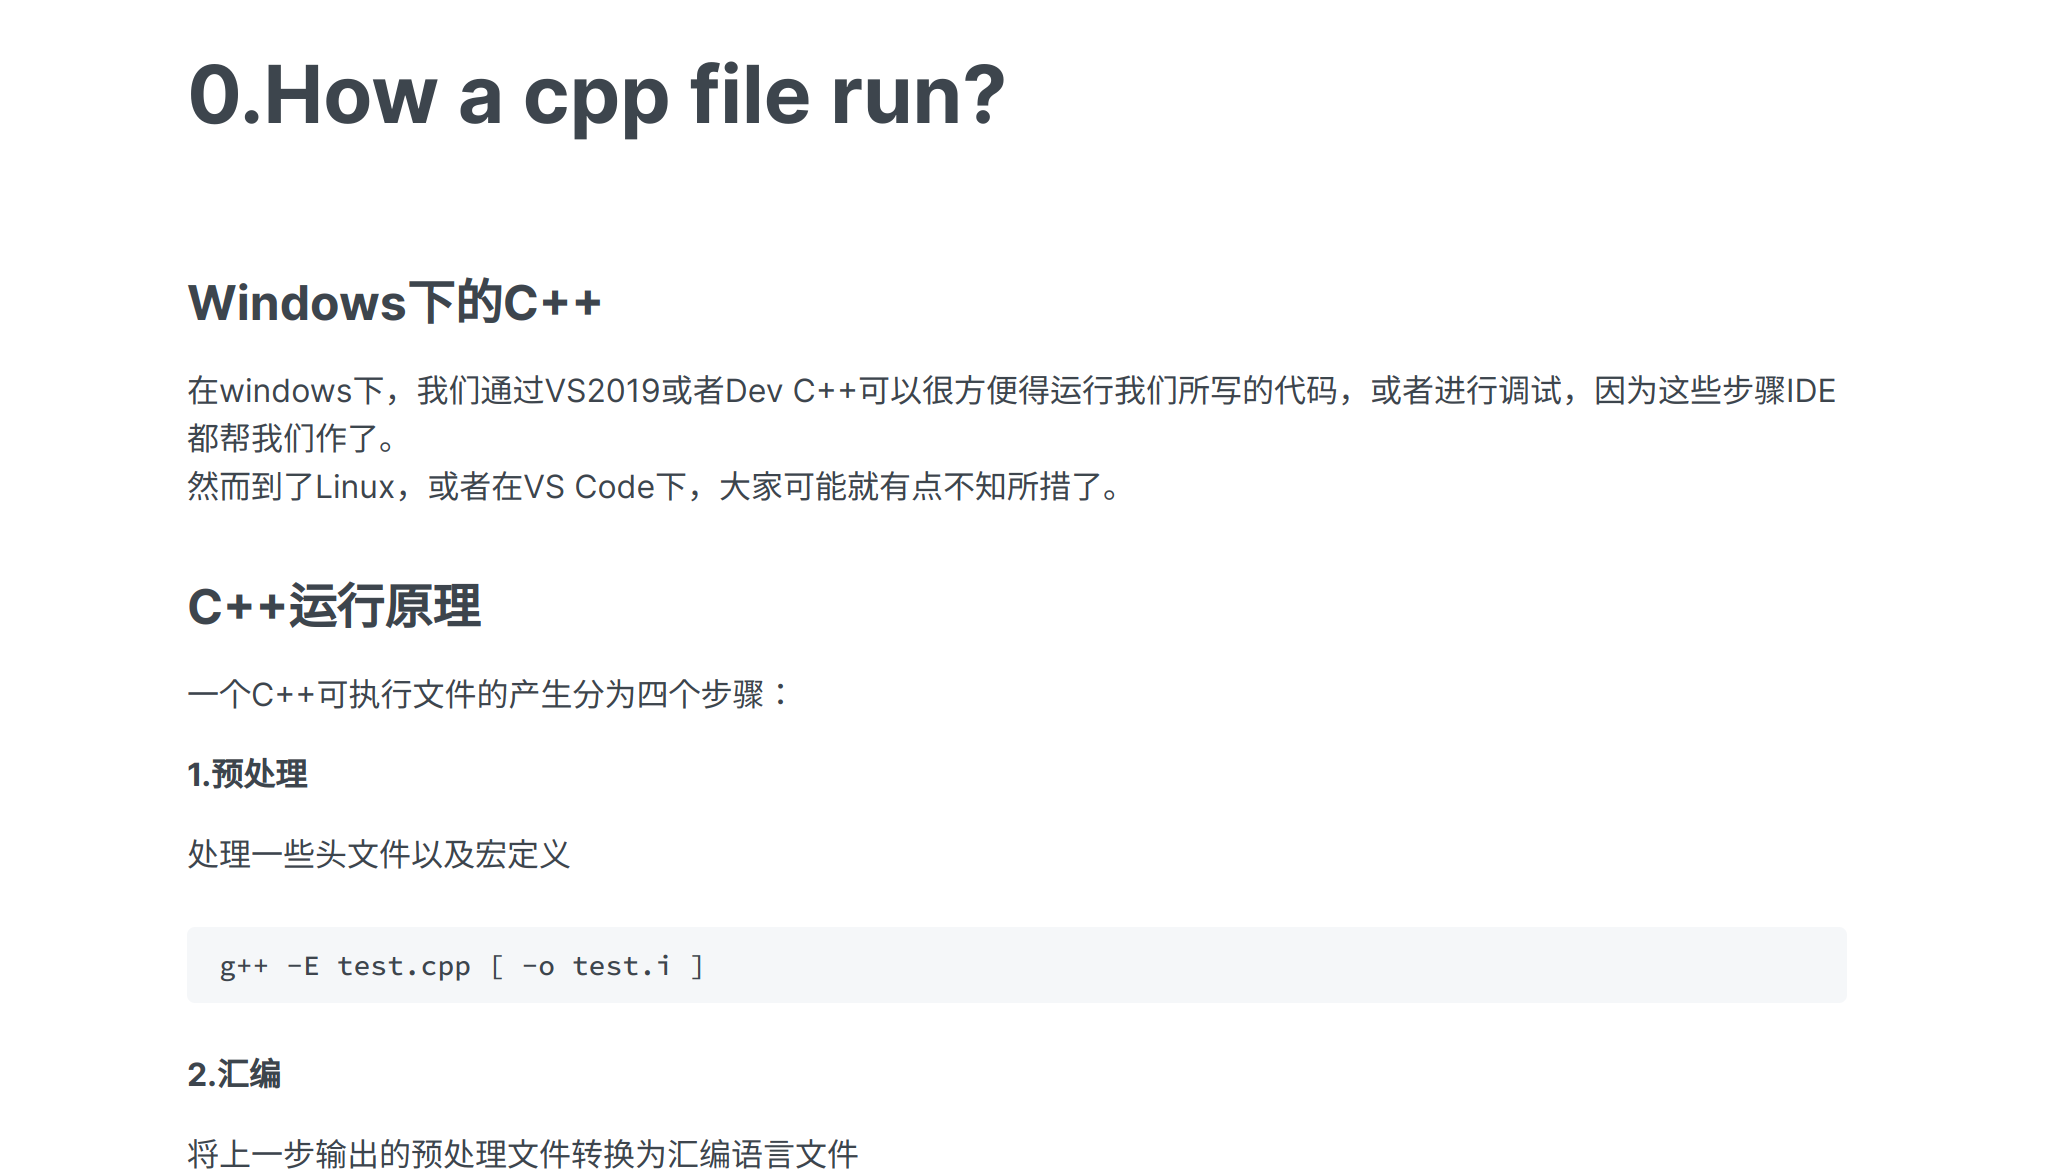 0.How a cpp file run?
Windows下的C++
在windows下，我们通过VS2019或者Dev C++可以很方便得运行我们所写的代码，或者进行调试，因为这些步骤IDE
都帮我们作了。
然而到了Linux，或者在VS Code下，大家可能就有点不知所措了。
C++运行原理
一个C++可执行文件的产生分为四个步骤：
1.预处理
处理一些头文件以及宏定义
g++ -E test.cpp [ -o test.i ]
2.汇编
将上一步输出的预处理文件转换为汇编语言文件